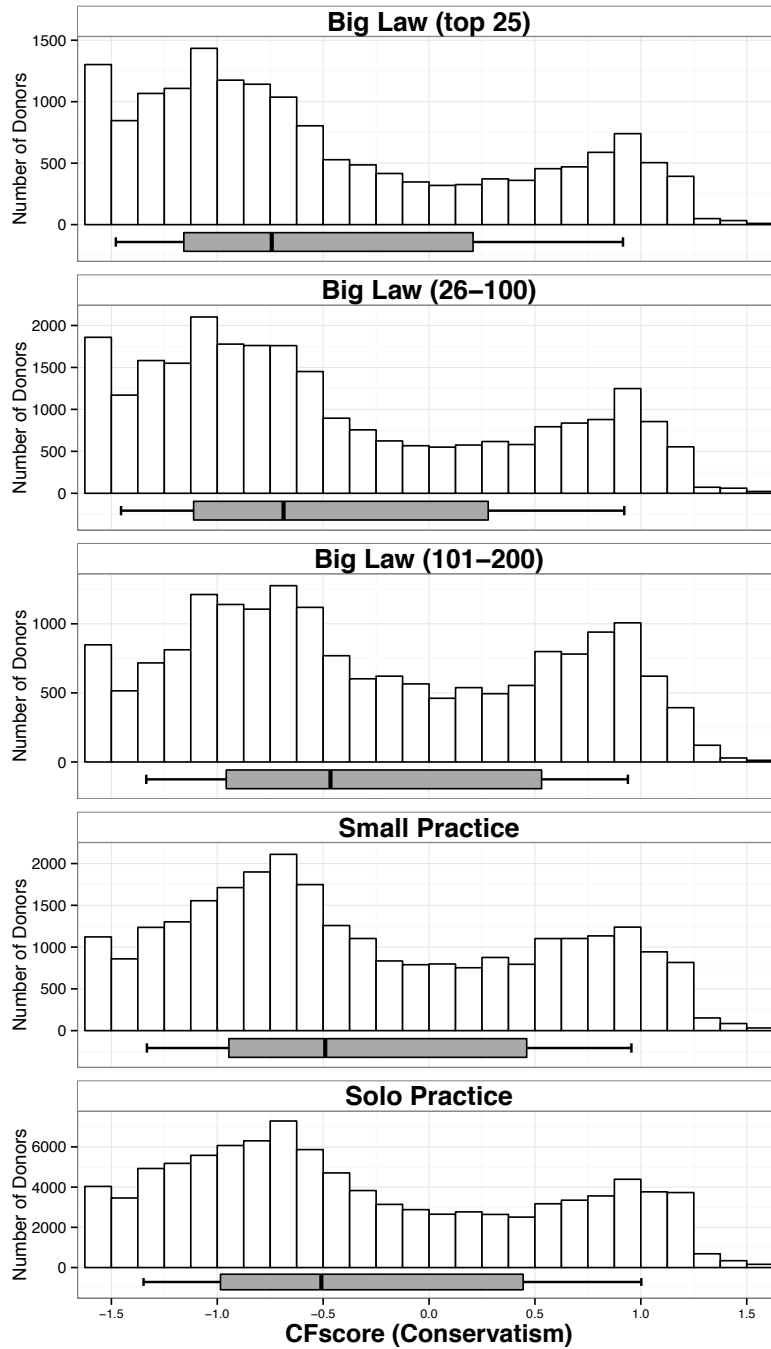 Big Law (top 25)
1500
1000
500
0
Number of Donors
Big Law (26−100)
2000
1500
1000
500
0
Number of Donors
Big Law (101−200)
1000
500
0
Number of Donors
Small Practice
2000
1500
1000
500
0
Number of Donors
Solo Practice
6000
4000
2000
0
Number of Donors
−1.5 −1.0 −0.5 0.0 0.5 1.0 1.5
CFscore (Conservatism)